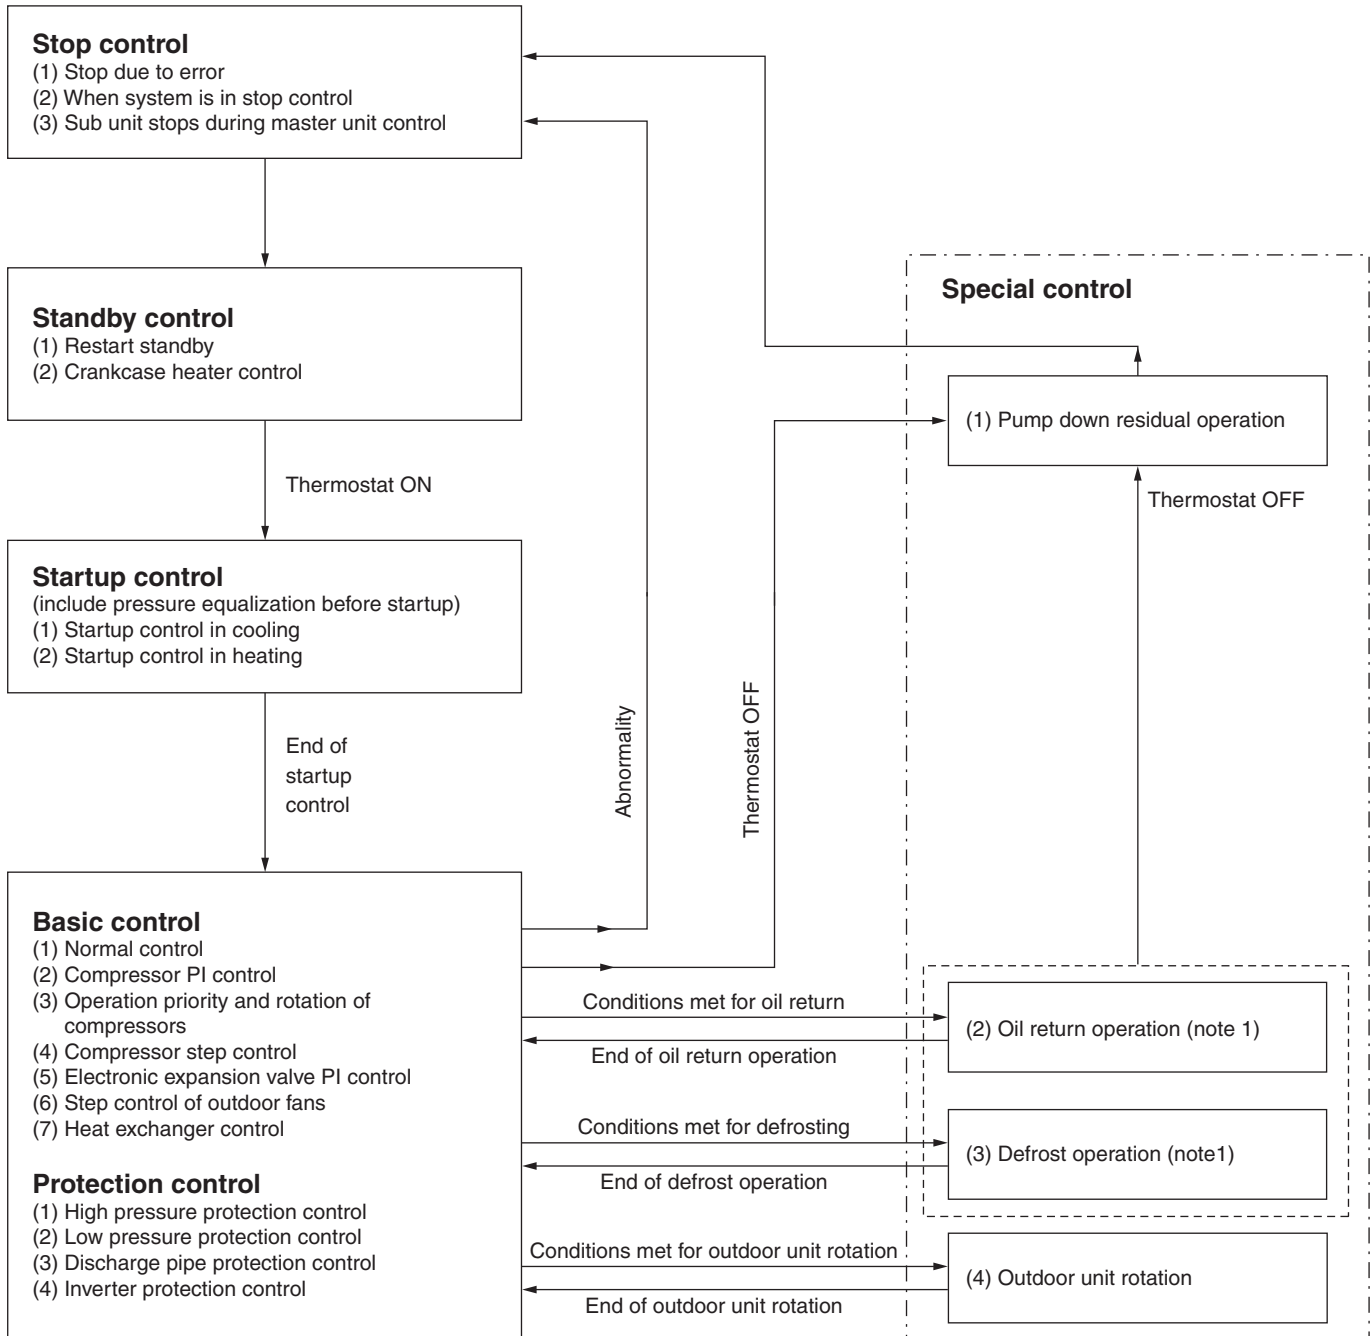 Stop control
(1) Stop due to error
(2) When system is in stop control
(3) Sub unit stops during master unit control
Standby control
(1) Restart standby
(2) Crankcase heater control
Thermostat ON
Startup control
(include pressure equalization before startup)
(1) Startup control in cooling
(2) Startup control in heating
End of
startup
control
Abnormality
Thermostat OFF
Basic control
(1) Normal control
(2) Compressor PI control
(3) Operation priority and rotation of
compressors
(4) Compressor step control
(5) Electronic expansion valve PI control
(6) Step control of outdoor fans
(7) Heat exchanger control
Protection control
(1) High pressure protection control
(2) Low pressure protection control
(3) Discharge pipe protection control
(4) Inverter protection control
Conditions met for oil return
End of oil return operation
Conditions met for defrosting
End of defrost operation
Conditions met for outdoor unit rotation
End of outdoor unit rotation
Special control
(1) Pump down residual operation
Thermostat OFF
(2) Oil return operation (note 1)
(3) Defrost operation (note1)
(4) Outdoor unit rotation